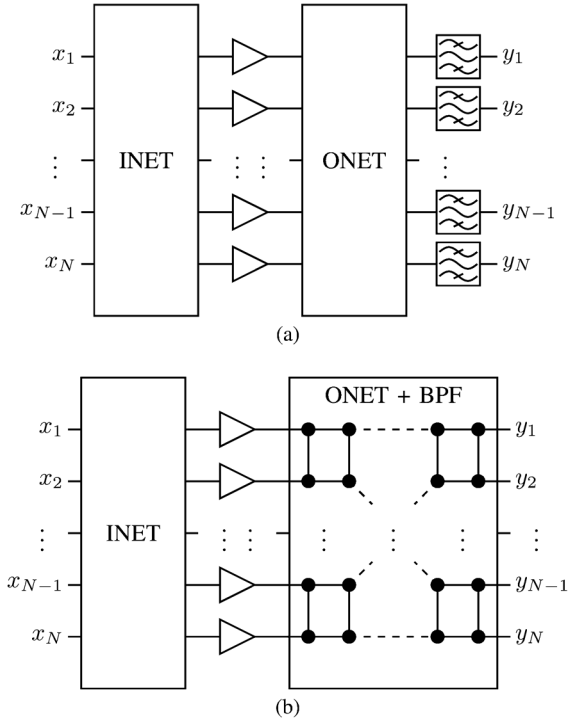 x₁ y₁
x₂ y₂
INET ONET
xN−1 yN−1
xN yN
(a)
ONET + BPF
x₁ y₁
x₂ y₂
INET
xN−1 yN−1
xN yN
(b)